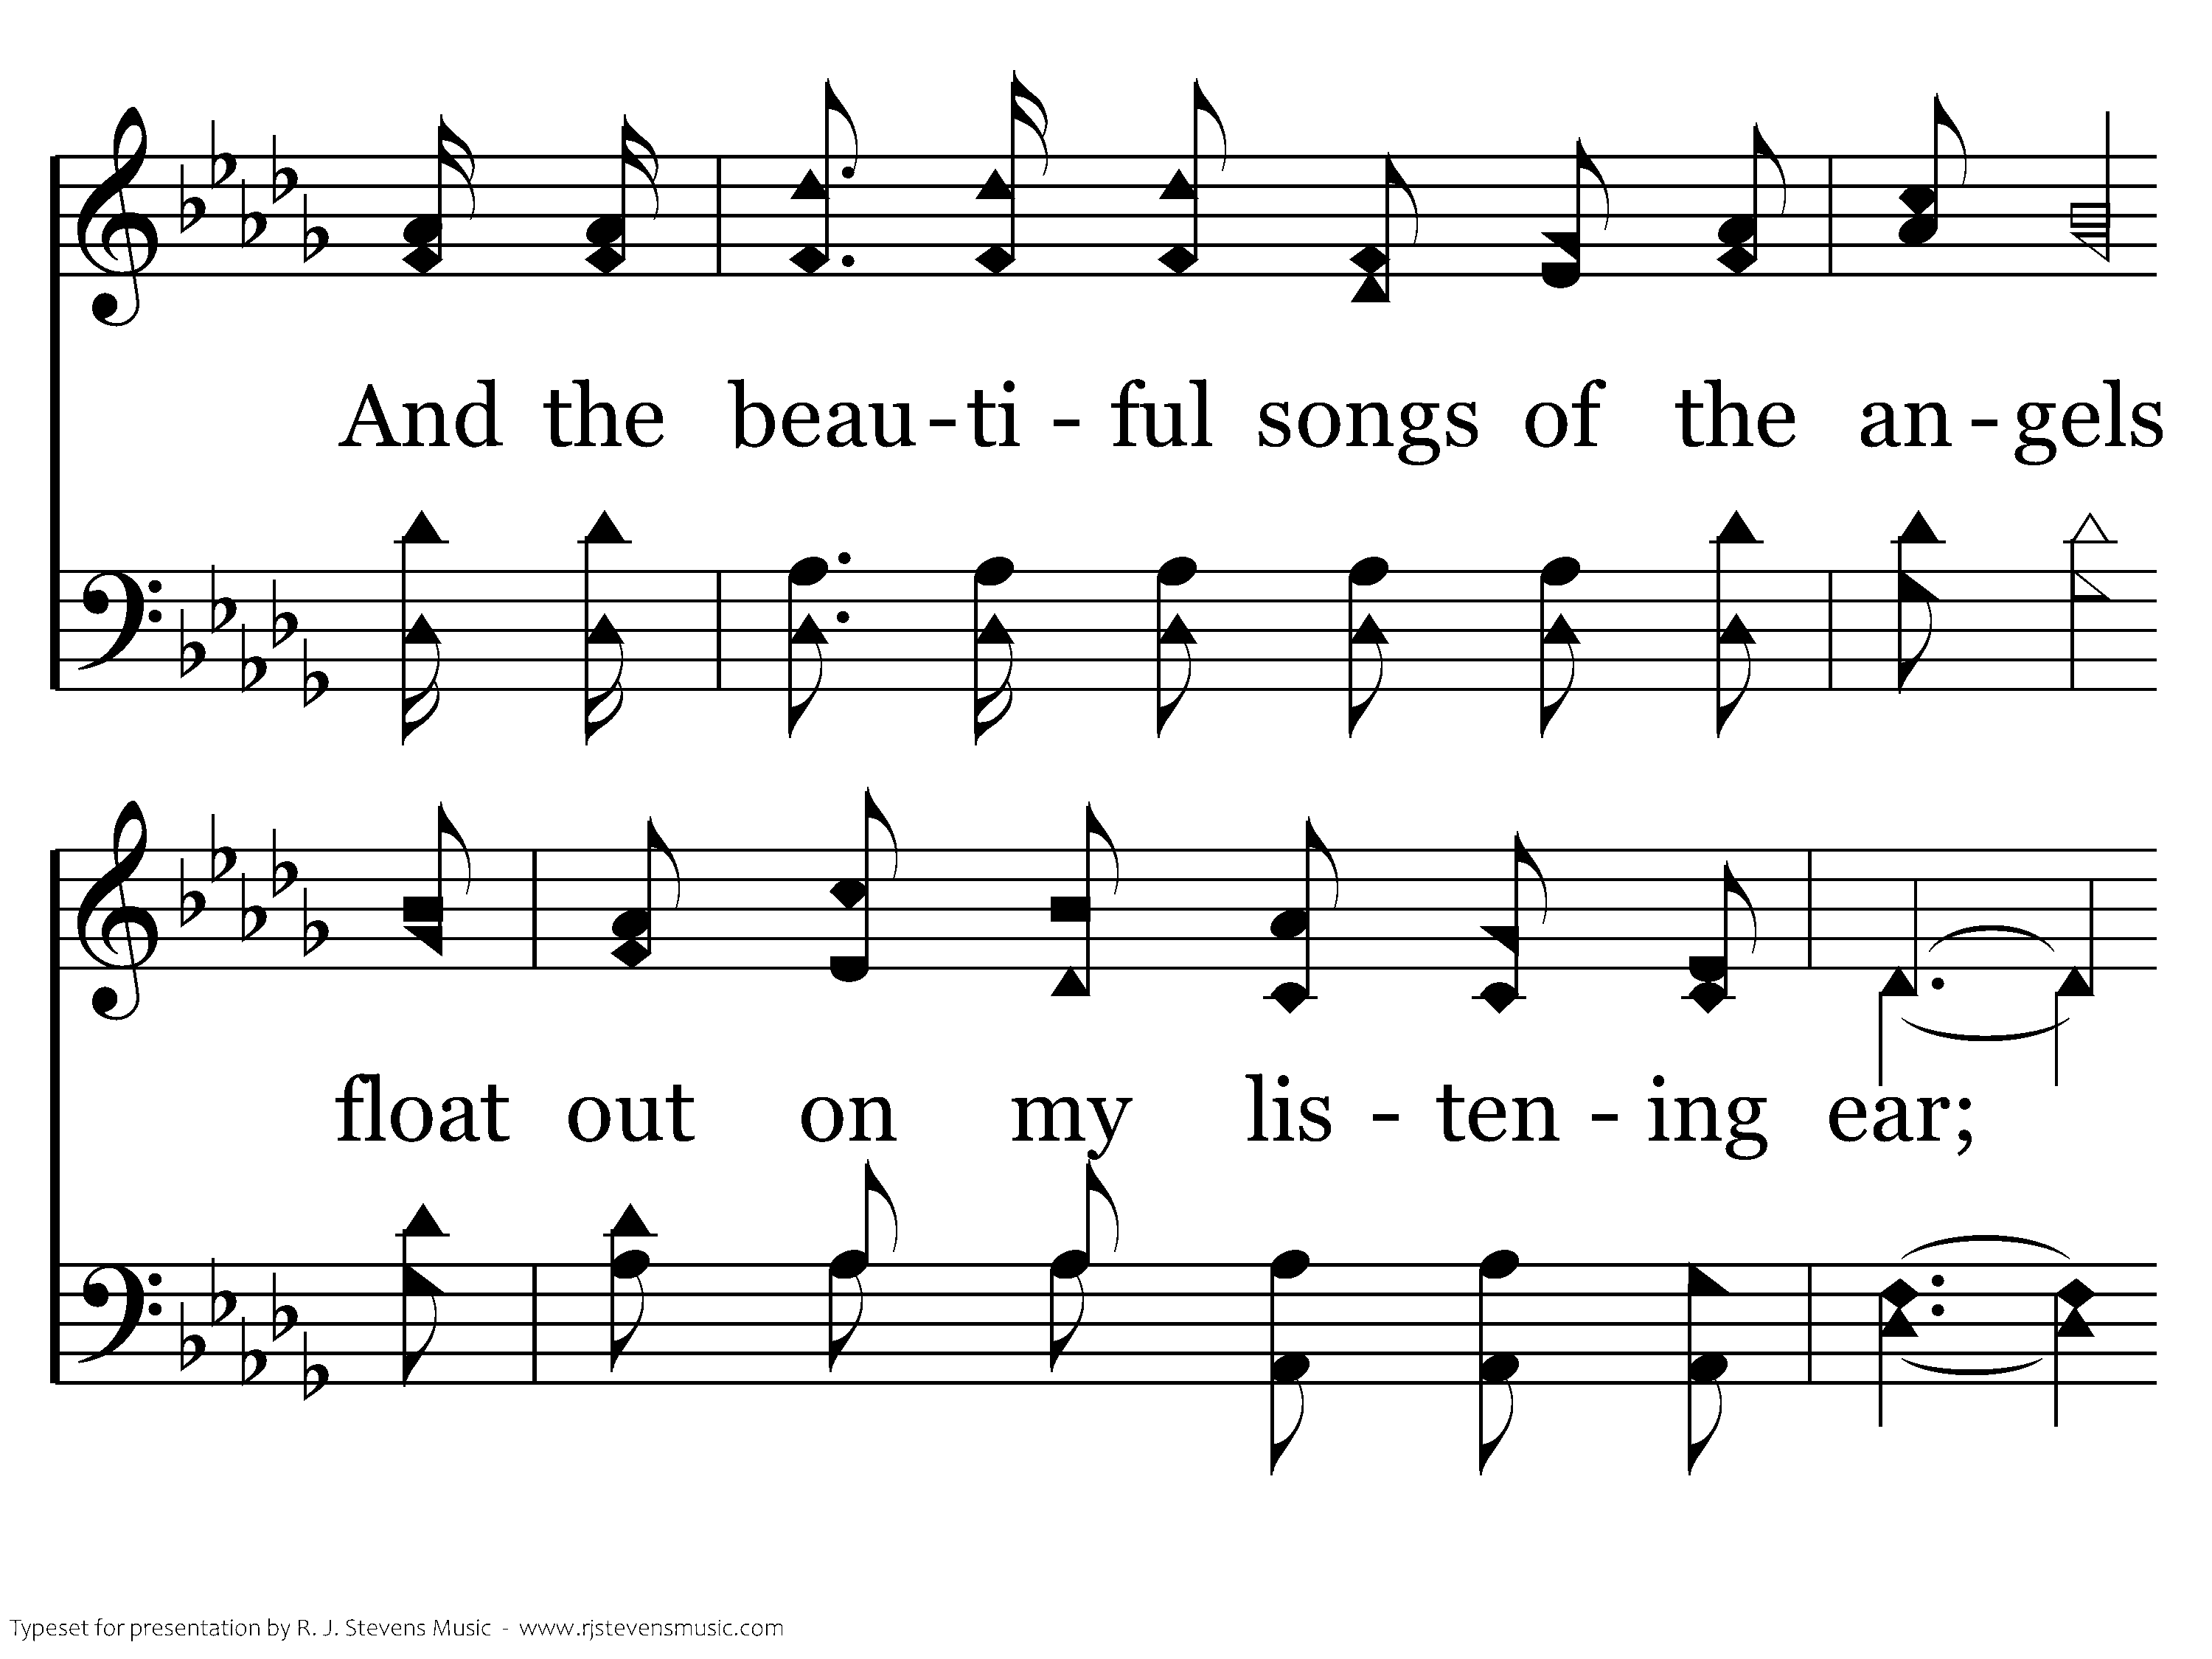 And the beau-ti - ful songs of the an-gels
float out on my lis - ten - ing ear;
Typeset for presentation by R. J. Stevens Music - www.rjstevensmusic.com